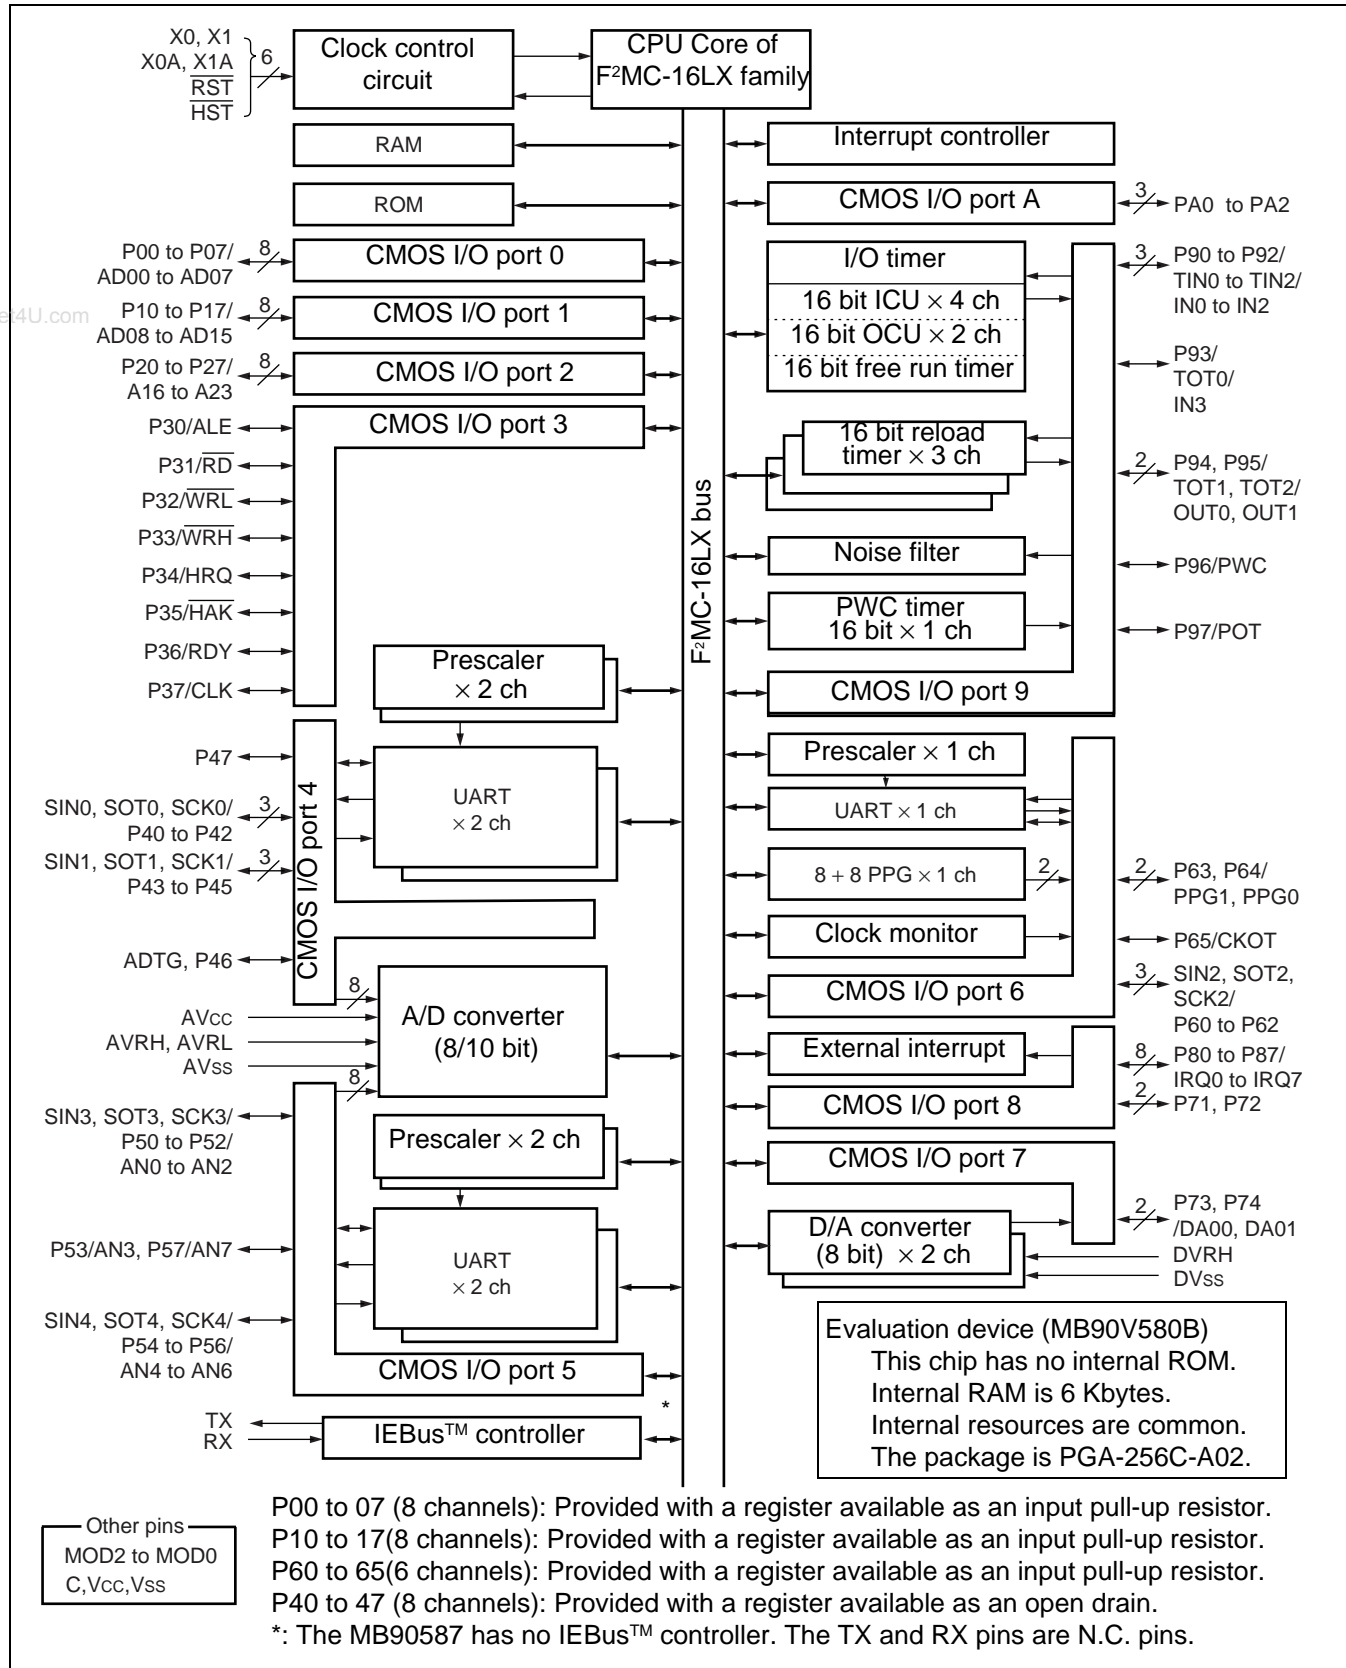 X0, X1
X0A, X1A
RST
HST
6
Clock control
circuit
CPU Core of
F²MC-16LX family
RAM
ROM
P00 to P07/
AD00 to AD07
8
CMOS I/O port 0
et4U.com
P10 to P17/
AD08 to AD15
8
CMOS I/O port 1
P20 to P27/
A16 to A23
8
CMOS I/O port 2
CMOS I/O port 3
P30/ALE
P31/RD
P32/WRL
P33/WRH
P34/HRQ
P35/HAK
P36/RDY
P37/CLK
Prescaler
× 2 ch
P47
SIN0, SOT0, SCK0/
P40 to P42
3
SIN1, SOT1, SCK1/
P43 to P45
3
ADTG, P46
CMOS I/O port 4
UART
× 2 ch
8
AVcc
AVRH, AVRL
AVss
A/D converter
(8/10 bit)
8
SIN3, SOT3, SCK3/
P50 to P52/
AN0 to AN2
Prescaler × 2 ch
P53/AN3, P57/AN7
UART
× 2 ch
SIN4, SOT4, SCK4/
P54 to P56/
AN4 to AN6
CMOS I/O port 5
*
TX
RX
IEBus™ controller
F²MC-16LX bus
Interrupt controller
CMOS I/O port A
3
PA0 to PA2
I/O timer
16 bit ICU × 4 ch
16 bit OCU × 2 ch
16 bit free run timer
3
P90 to P92/
TIN0 to TIN2/
IN0 to IN2
P93/
TOT0/
IN3
16 bit reload
timer × 3 ch
2
P94, P95/
TOT1, TOT2/
OUT0, OUT1
Noise filter
P96/PWC
PWC timer
16 bit × 1 ch
P97/POT
CMOS I/O port 9
Prescaler × 1 ch
UART × 1 ch
8 + 8 PPG × 1 ch
2
2
P63, P64/
PPG1, PPG0
Clock monitor
P65/CKOT
CMOS I/O port 6
3
SIN2, SOT2,
SCK2/
P60 to P62
External interrupt
8
P80 to P87/
IRQ0 to IRQ7
CMOS I/O port 8
2
P71, P72
CMOS I/O port 7
D/A converter
(8 bit) × 2 ch
2
P73, P74
/DA00, DA01
DVRH
DVss
Evaluation device (MB90V580B)
This chip has no internal ROM.
Internal RAM is 6 Kbytes.
Internal resources are common.
The package is PGA-256C-A02.
Other pins
MOD2 to MOD0
C,Vcc,Vss
P00 to 07 (8 channels): Provided with a register available as an input pull-up resistor.
P10 to 17(8 channels): Provided with a register available as an input pull-up resistor.
P60 to 65(6 channels): Provided with a register available as an input pull-up resistor.
P40 to 47 (8 channels): Provided with a register available as an open drain.
*: The MB90587 has no IEBus™ controller. The TX and RX pins are N.C. pins.